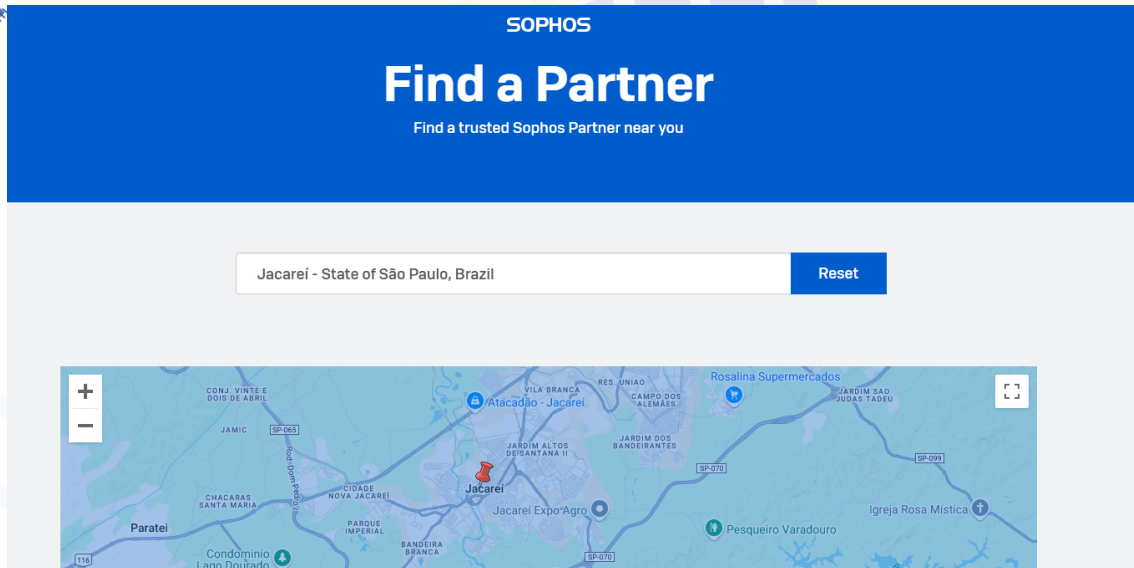 SOPHOS
Find a Partner
Find a trusted Sophos Partner near you
Jacareí - State of São Paulo, Brazil
Reset
+
−
CONJ. VINTE E
DOIS DE ABRIL
VILA BRANCA
RES. UNIAO
Rosalina Supermercados
Atacadão - Jacareí
CAMPO DOS
ALEMÃES
JARDIM SAO
JUDAS TADEU
JAMIC
SP-065
JARDIM ALTOS
DE SANTANA II
JARDIM DOS
BANDEIRANTES
Rod. Dom Pedro I
SP-070
SP-099
CIDADE
NOVA JACAREÍ
Jacareí
CHACARAS
SANTA MARIA
Jacareí Expo Agro
Igreja Rosa Mística
Paratei
PARQUE
IMPERIAL
Pesqueiro Varadouro
BANDEIRA
BRANCA
Condominio
Lago Dourado
116
SP-070